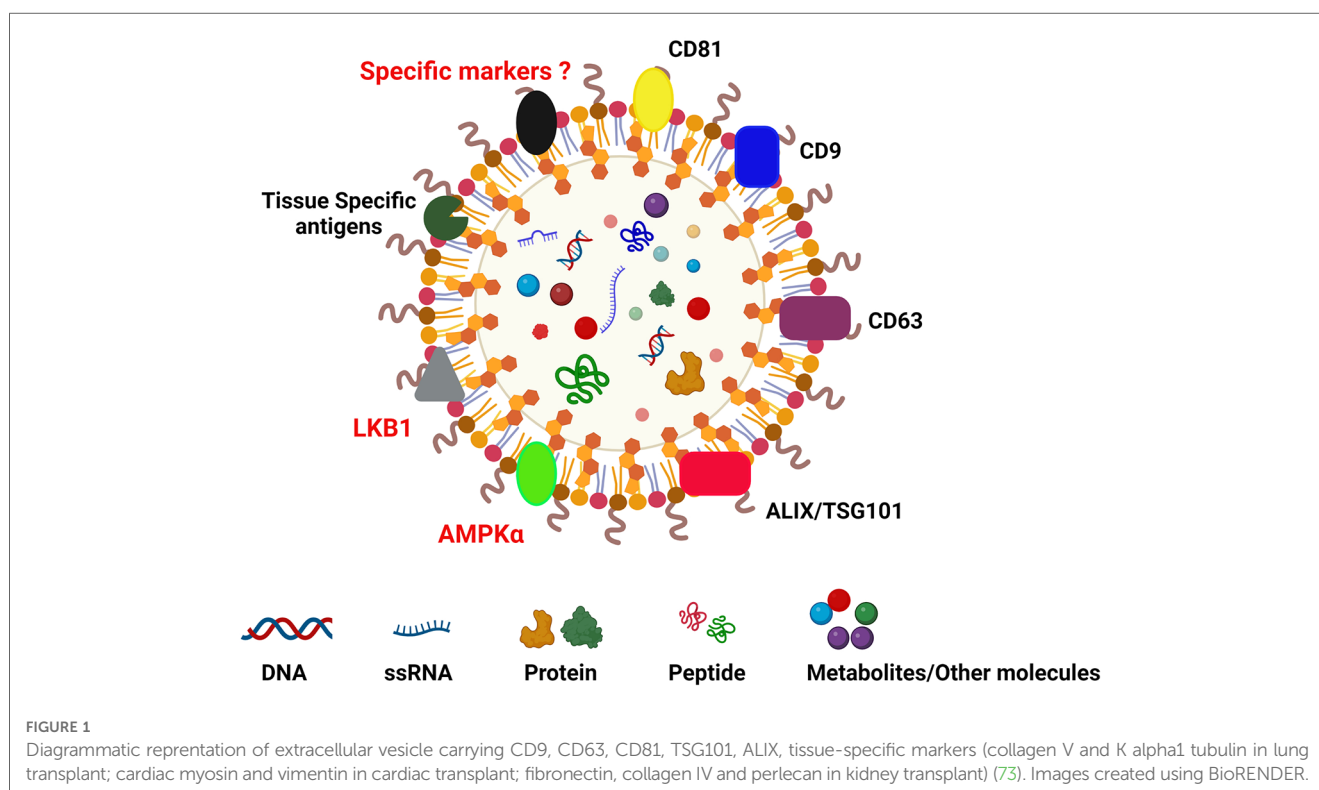 CD81
Specific markers ?
CD9
Tissue Specific
antigens
CD63
LKB1
ALIX/TSG101
AMPKα
DNA
ssRNA
Protein
Peptide
Metabolites/Other molecules
FIGURE 1
Diagrammatic reprentation of extracellular vesicle carrying CD9, CD63, CD81, TSG101, ALIX, tissue-specific markers (collagen V and K alpha1 tubulin in lung
transplant; cardiac myosin and vimentin in cardiac transplant; fibronectin, collagen IV and perlecan in kidney transplant) (73). Images created using BioRENDER.